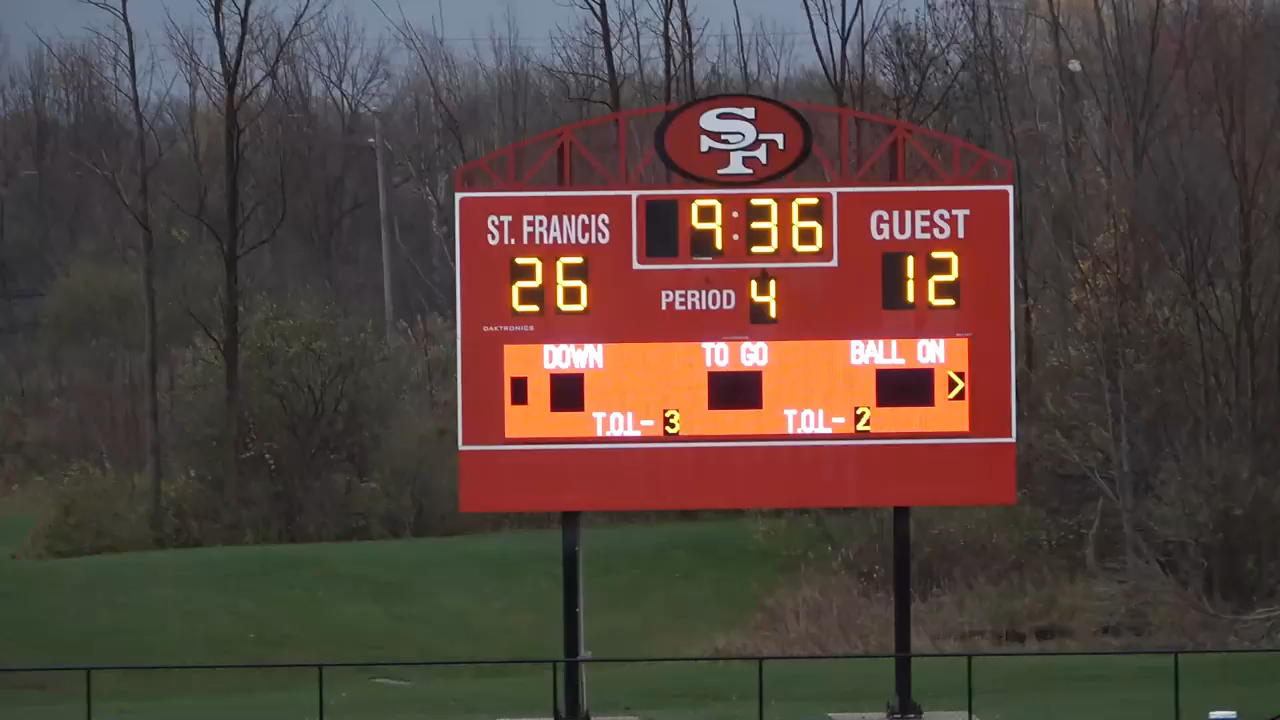 SF
ST. FRANCIS 9:36 GUEST
26 PERIOD 4 12
DAKTRONICS
DOWN TO GO BALL ON
>
T.O.L- 3 T.O.L- 2